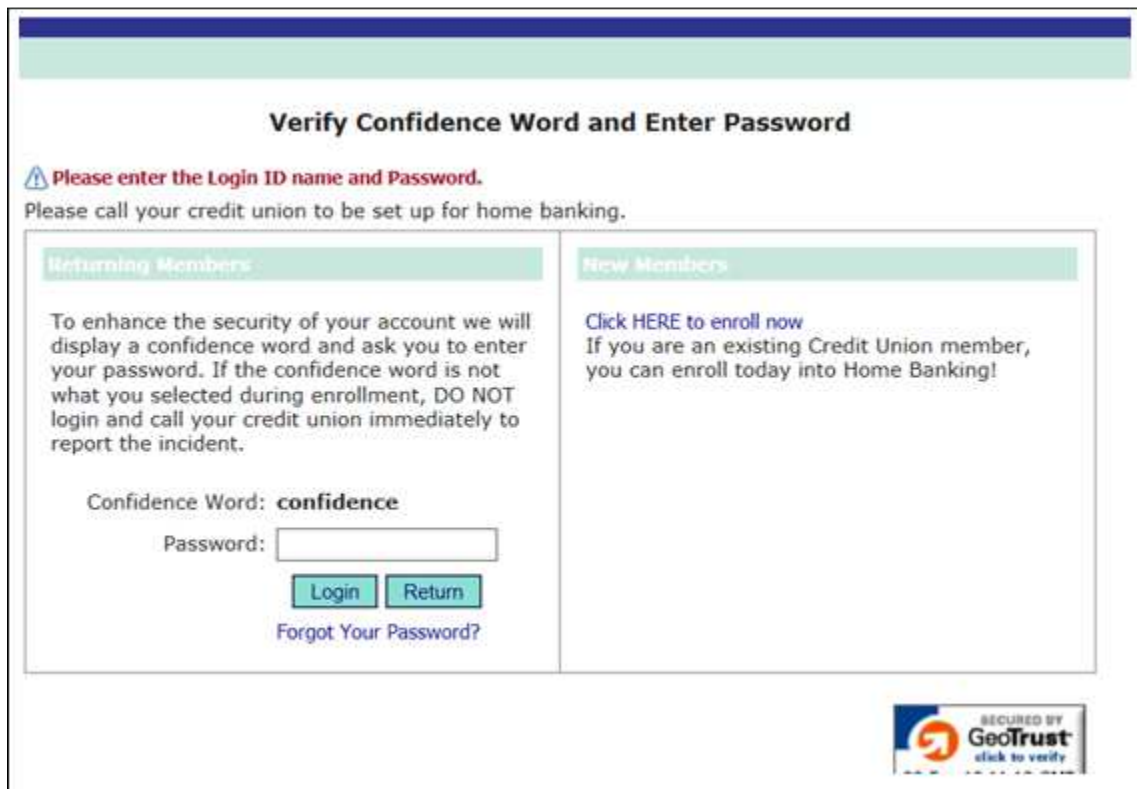 Verify Confidence Word and Enter Password
Please enter the Login ID name and Password.
Please call your credit union to be set up for home banking.
Returning Members
To enhance the security of your account we will
display a confidence word and ask you to enter
your password. If the confidence word is not
what you selected during enrollment, DO NOT
login and call your credit union immediately to
report the incident.
Confidence Word: confidence
Password:
Login Return
Forgot Your Password?
New Members
Click HERE to enroll now
If you are an existing Credit Union member,
you can enroll today into Home Banking!
SECURED BY
GeoTrust
click to verify